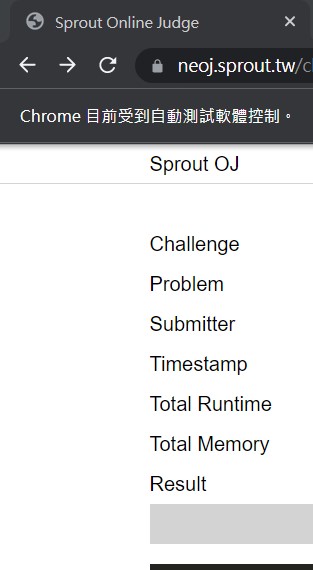 Sprout Online Judge
neoj.sprout.tw/
Chrome 目前受到自動測試軟體控制。
Sprout OJ
Challenge
Problem
Submitter
Timestamp
Total Runtime
Total Memory
Result